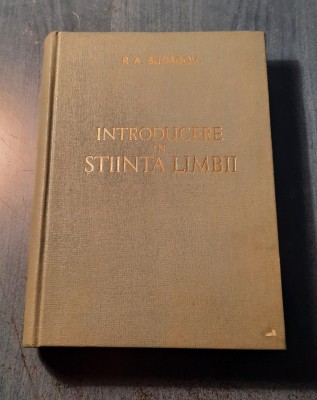 R. A. BUDAGOV
INTRODUCERE
ÎN
ȘTIINȚA LIMBII